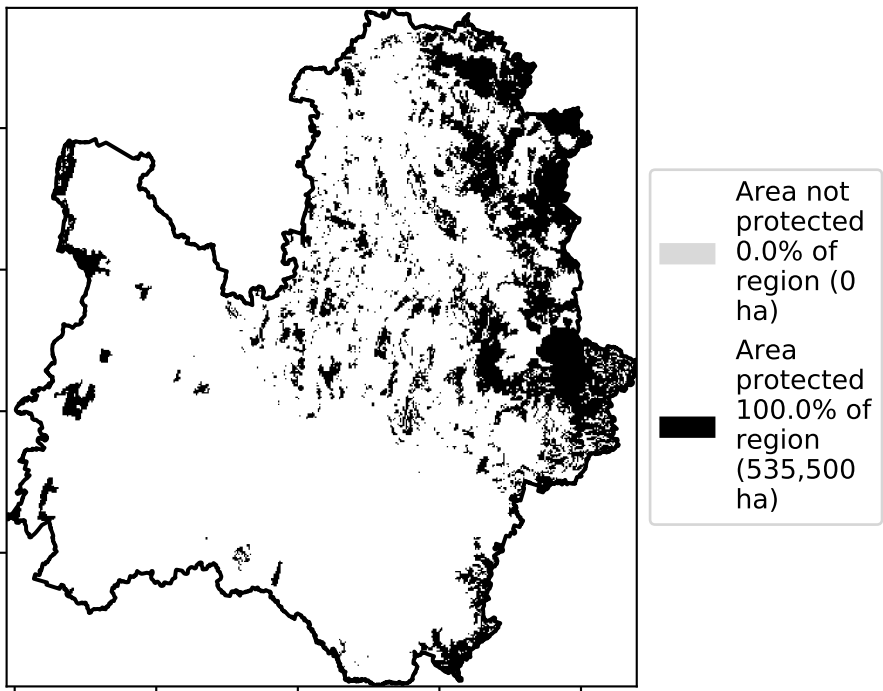 Area not
protected
0.0% of
region (0
ha)
Area
protected
100.0% of
region
(535,500
ha)